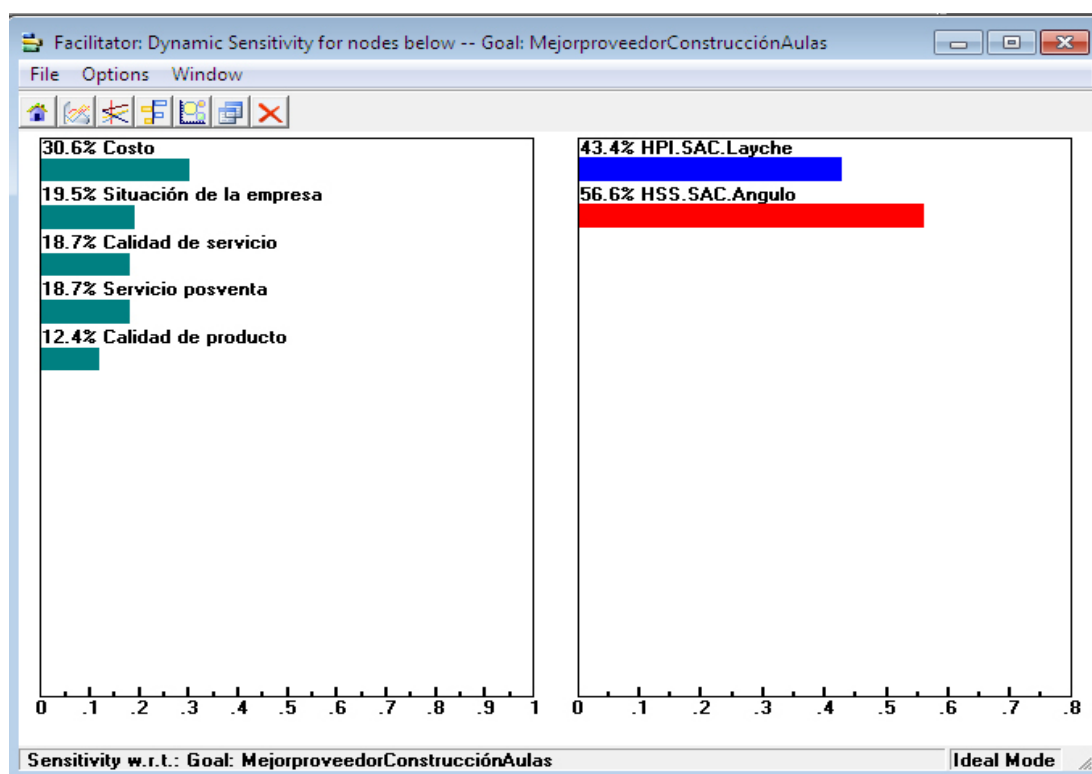 Facilitator: Dynamic Sensitivity for nodes below -- Goal: MejorproveedorConstrucciónAulas
File Options Window
30.6% Costo
19.5% Situación de la empresa
18.7% Calidad de servicio
18.7% Servicio posventa
12.4% Calidad de producto
0 .1 .2 .3 .4 .5 .6 .7 .8 .9 1
43.4% HPI.SAC.Layche
56.6% HSS.SAC.Angulo
0 .1 .2 .3 .4 .5 .6 .7 .8
Sensitivity w.r.t.: Goal: MejorproveedorConstrucciónAulas
Ideal Mode